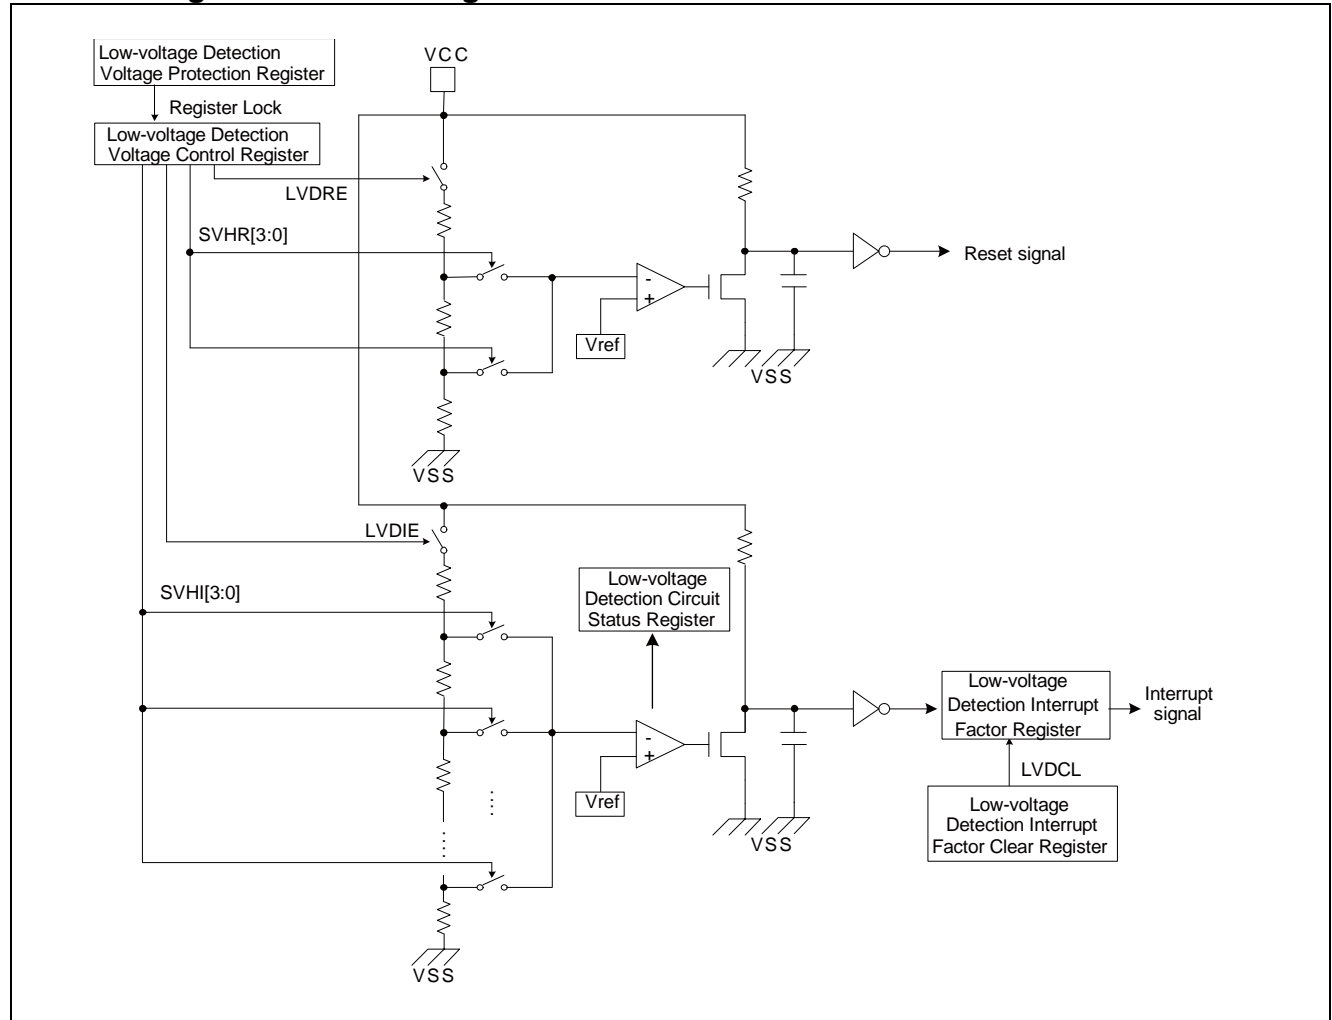 Low-voltage Detection
Voltage Protection Register
VCC
Register Lock
Low-voltage Detection
Voltage Control Register
LVDRE
SVHR[3:0]
Reset signal
-
+
Vref
VSS
VSS
LVDIE
SVHI[3:0]
Low-voltage
Detection Circuit
Status Register
Low-voltage
Detection Interrupt
Factor Register
Interrupt
signal
-
+
Vref
LVDCL
VSS
Low-voltage
Detection Interrupt
Factor Clear Register
VSS